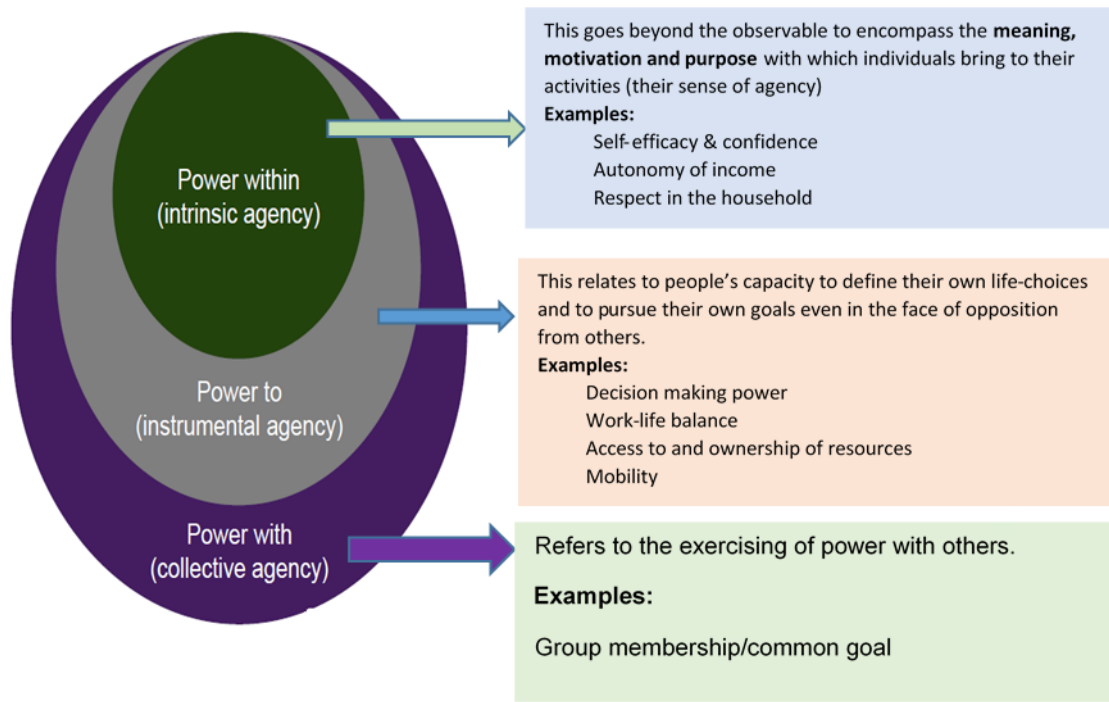 Power within
(intrinsic agency)
This goes beyond the observable to encompass the meaning,
motivation and purpose with which individuals bring to their
activities (their sense of agency)
Examples:
Self-efficacy & confidence
Autonomy of income
Respect in the household
Power to
(instrumental agency)
This relates to people's capacity to define their own life-choices
and to pursue their own goals even in the face of opposition
from others.
Examples:
Decision making power
Work-life balance
Access to and ownership of resources
Mobility
Power with
(collective agency)
Refers to the exercising of power with others.
Examples:
Group membership/common goal